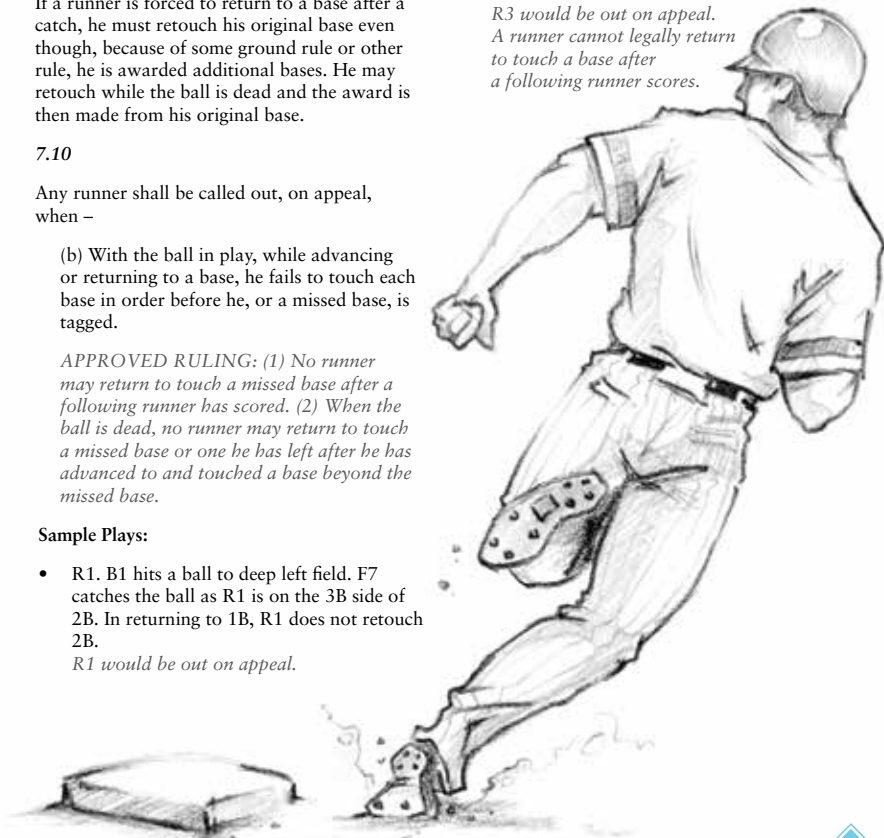 If a runner is forced to return to a base after a
catch, he must retouch his original base even
though, because of some ground rule or other
rule, he is awarded additional bases. He may
retouch while the ball is dead and the award is
then made from his original base.
7.10
Any runner shall be called out, on appeal,
when –
(b) With the ball in play, while advancing
or returning to a base, he fails to touch each
base in order before he, or a missed base, is
tagged.
APPROVED RULING: (1) No runner
may return to touch a missed base after a
following runner has scored. (2) When the
ball is dead, no runner may return to touch
a missed base or one he has left after he has
advanced to and touched a base beyond the
missed base.
Sample Plays:
• R1. B1 hits a ball to deep left field. F7
catches the ball as R1 is on the 3B side of
2B. In returning to 1B, R1 does not retouch
2B.
R1 would be out on appeal.
R3 would be out on appeal.
A runner cannot legally return
to touch a base after
a following runner scores.